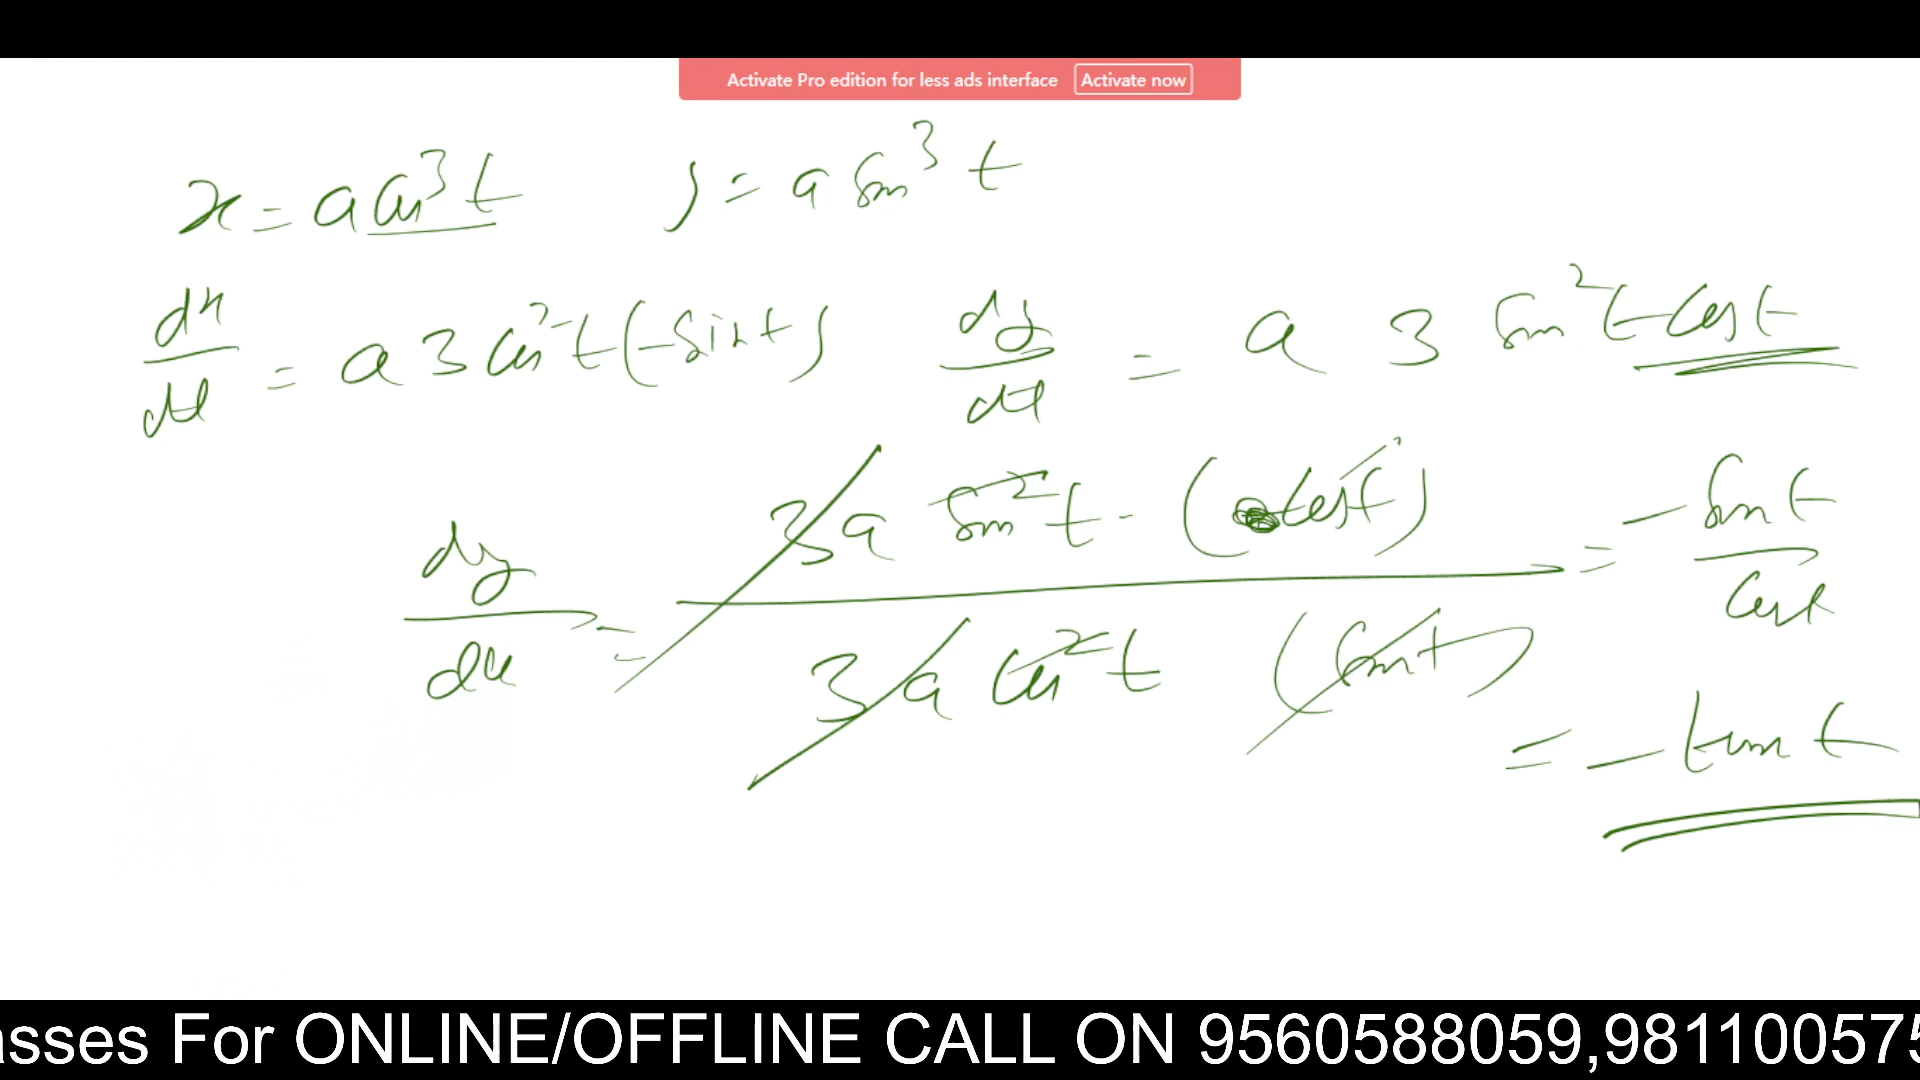 Activate Pro edition for less ads interface Activate now
x = a cos³t y = a sin³ t
dx/dt = a 3 cos²t (-sin t) dy/dt = a 3 sin²t cos t
dy/dx = - 3a sin²t · (cos t) / 3a cos²t (sin t) = - sin t / cos t
= - tan t
asses For ONLINE/OFFLINE CALL ON 9560588059,981100575